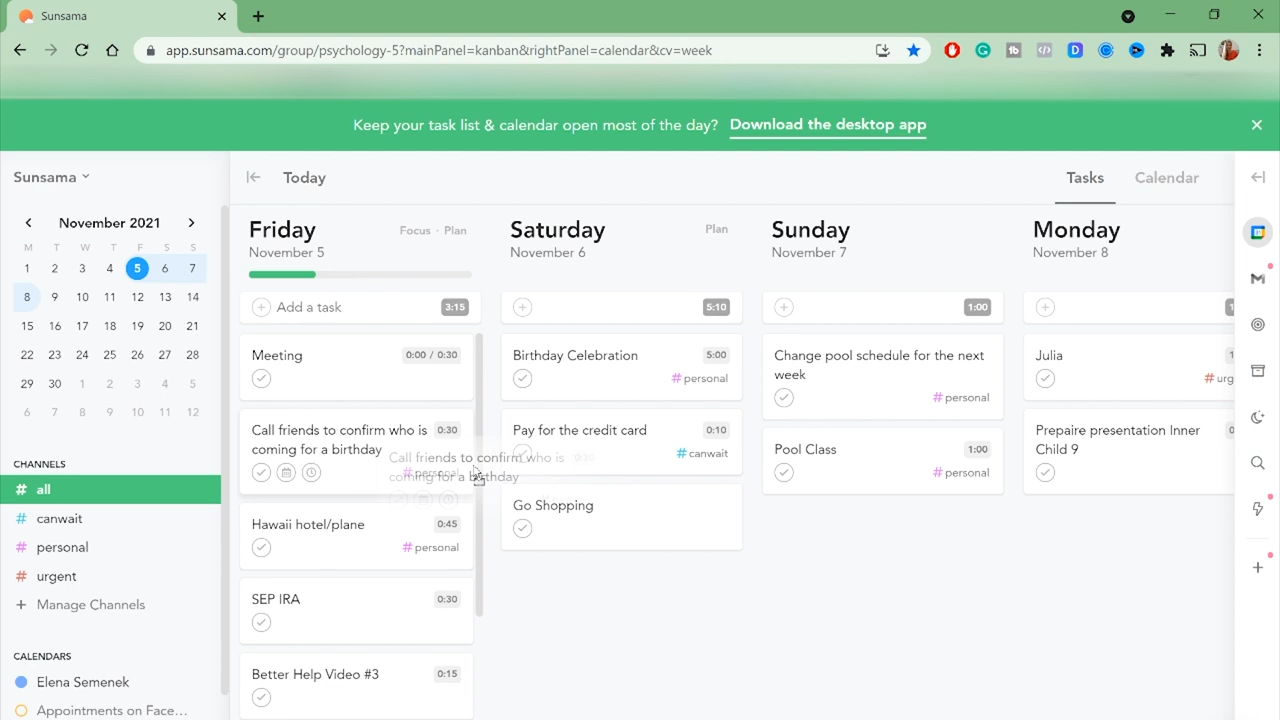 Sunsama
app.sunsama.com/group/psychology-5?mainPanel=kanban&rightPanel=calendar&cv=week
Keep your task list & calendar open most of the day? Download the desktop app
Sunsama
November 2021
M T W T F S S
1 2 3 4 5 6 7
8 9 10 11 12 13 14
15 16 17 18 19 20 21
22 23 24 25 26 27 28
29 30 1 2 3 4 5
6 7 8 9 10 11 12
CHANNELS
# all
# canwait
# personal
# urgent
+ Manage Channels
CALENDARS
Elena Semenek
Appointments on Face...
Today
Tasks Calendar
Friday
Focus · Plan
November 5
Add a task 3:15
Meeting 0:00 / 0:30
Call friends to confirm who is 0:30
coming for a birthday
#personal
Call friends to confirm who is 0:30
coming for a birthday
Hawaii hotel/plane 0:45
#personal
SEP IRA 0:30
Better Help Video #3 0:15
Saturday
Plan
November 6
5:10
Birthday Celebration 5:00
#personal
Pay for the credit card 0:10
#canwait
Go Shopping
Sunday
November 7
1:00
Change pool schedule for the next
week
#personal
Pool Class 1:00
#personal
Monday
November 8
Julia
#urg
Prepaire presentation Inner
Child 9